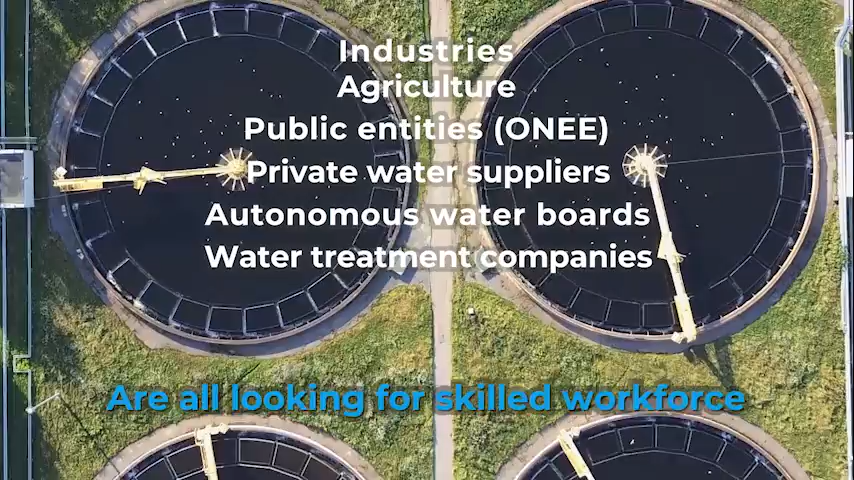 Industries
Agriculture
Public entities (ONEE)
Private water suppliers
Autonomous water boards
Water treatment companies
Are all looking for skilled workforce